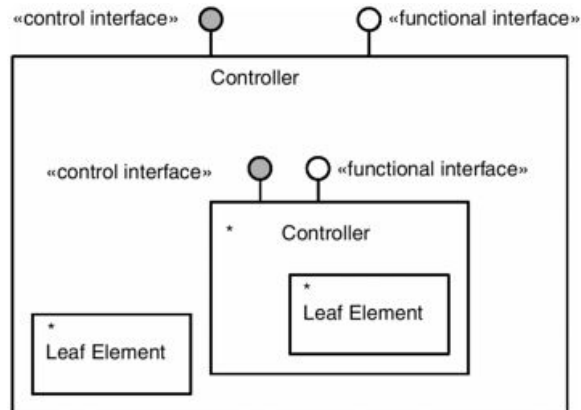 «control interface» «functional interface»
Controller
«control interface» «functional interface»
* Controller
*
Leaf Element
*
Leaf Element